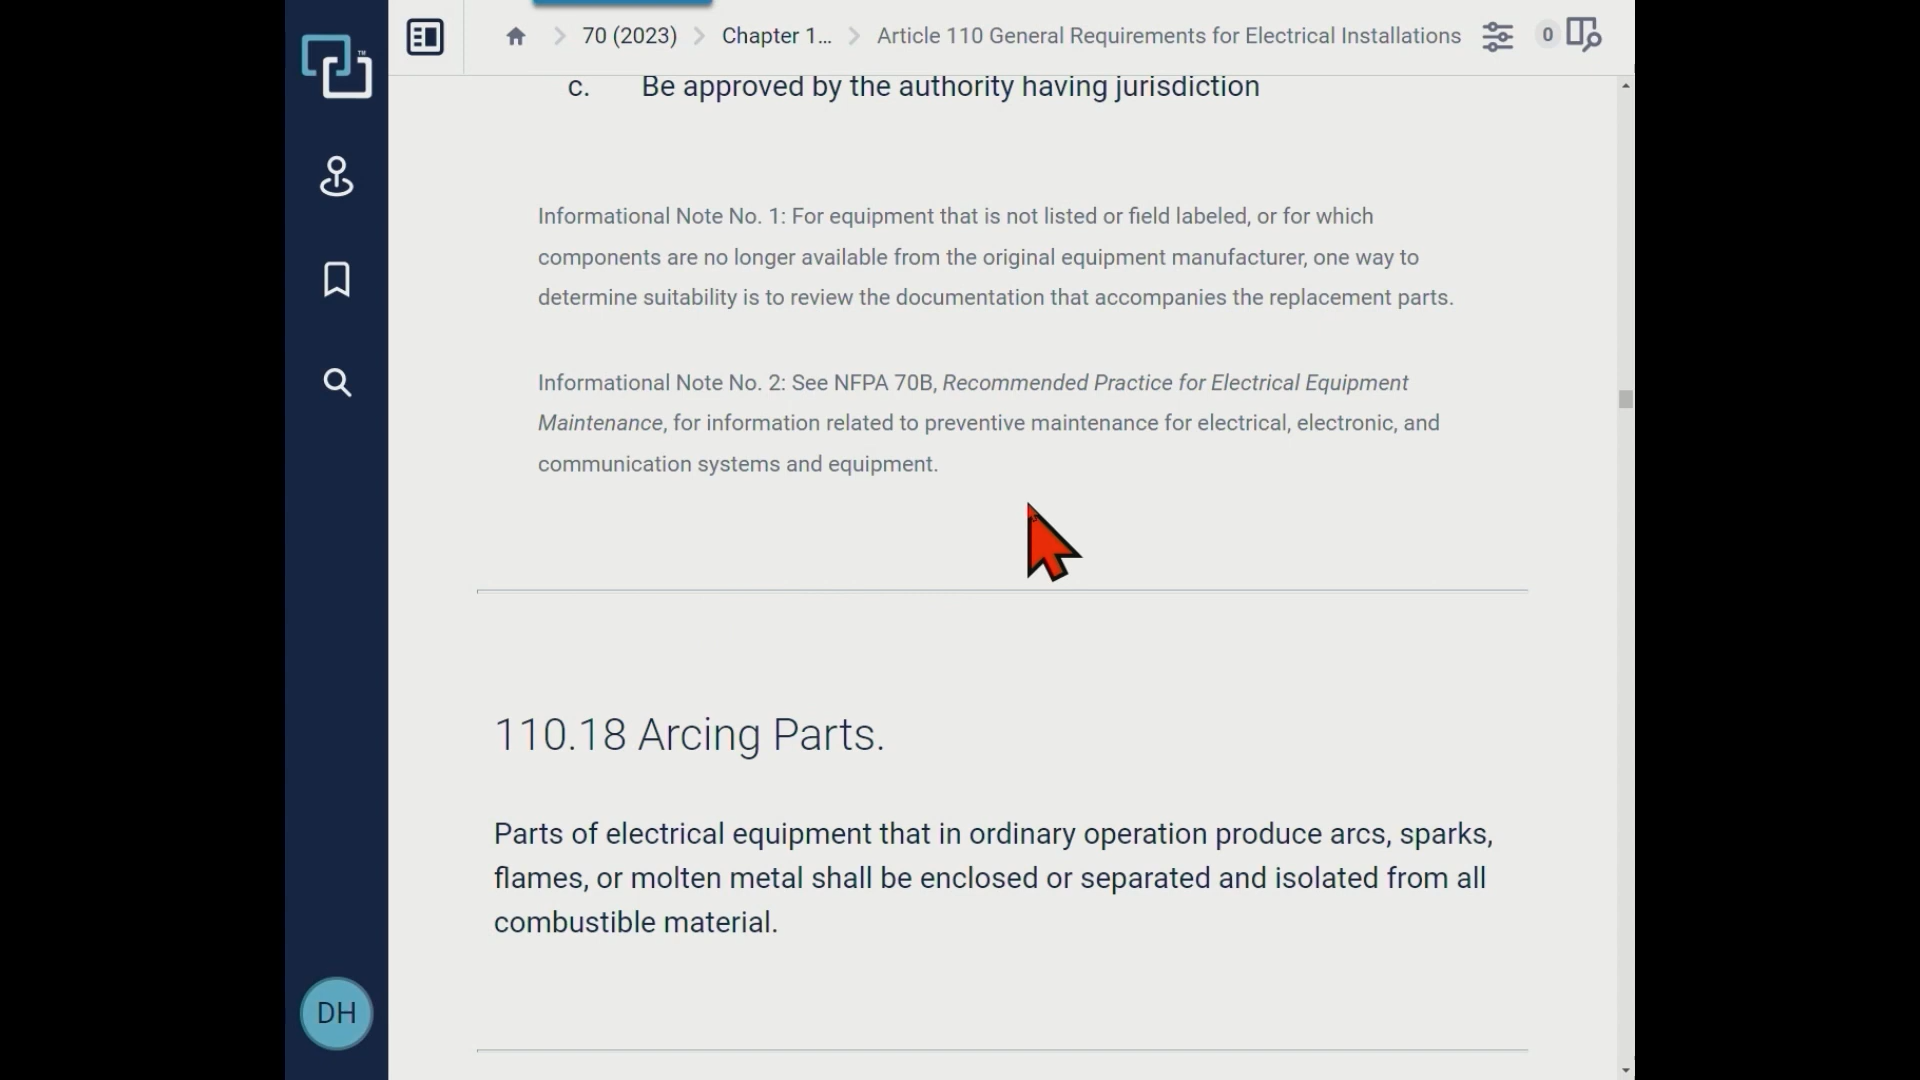 70 (2023) Chapter 1... Article 110 General Requirements for Electrical Installations 0
c. Be approved by the authority having jurisdiction
Informational Note No. 1: For equipment that is not listed or field labeled, or for which
components are no longer available from the original equipment manufacturer, one way to
determine suitability is to review the documentation that accompanies the replacement parts.
Informational Note No. 2: See NFPA 70B, Recommended Practice for Electrical Equipment
Maintenance, for information related to preventive maintenance for electrical, electronic, and
communication systems and equipment.
110.18 Arcing Parts.
Parts of electrical equipment that in ordinary operation produce arcs, sparks,
flames, or molten metal shall be enclosed or separated and isolated from all
combustible material.
TM
DH